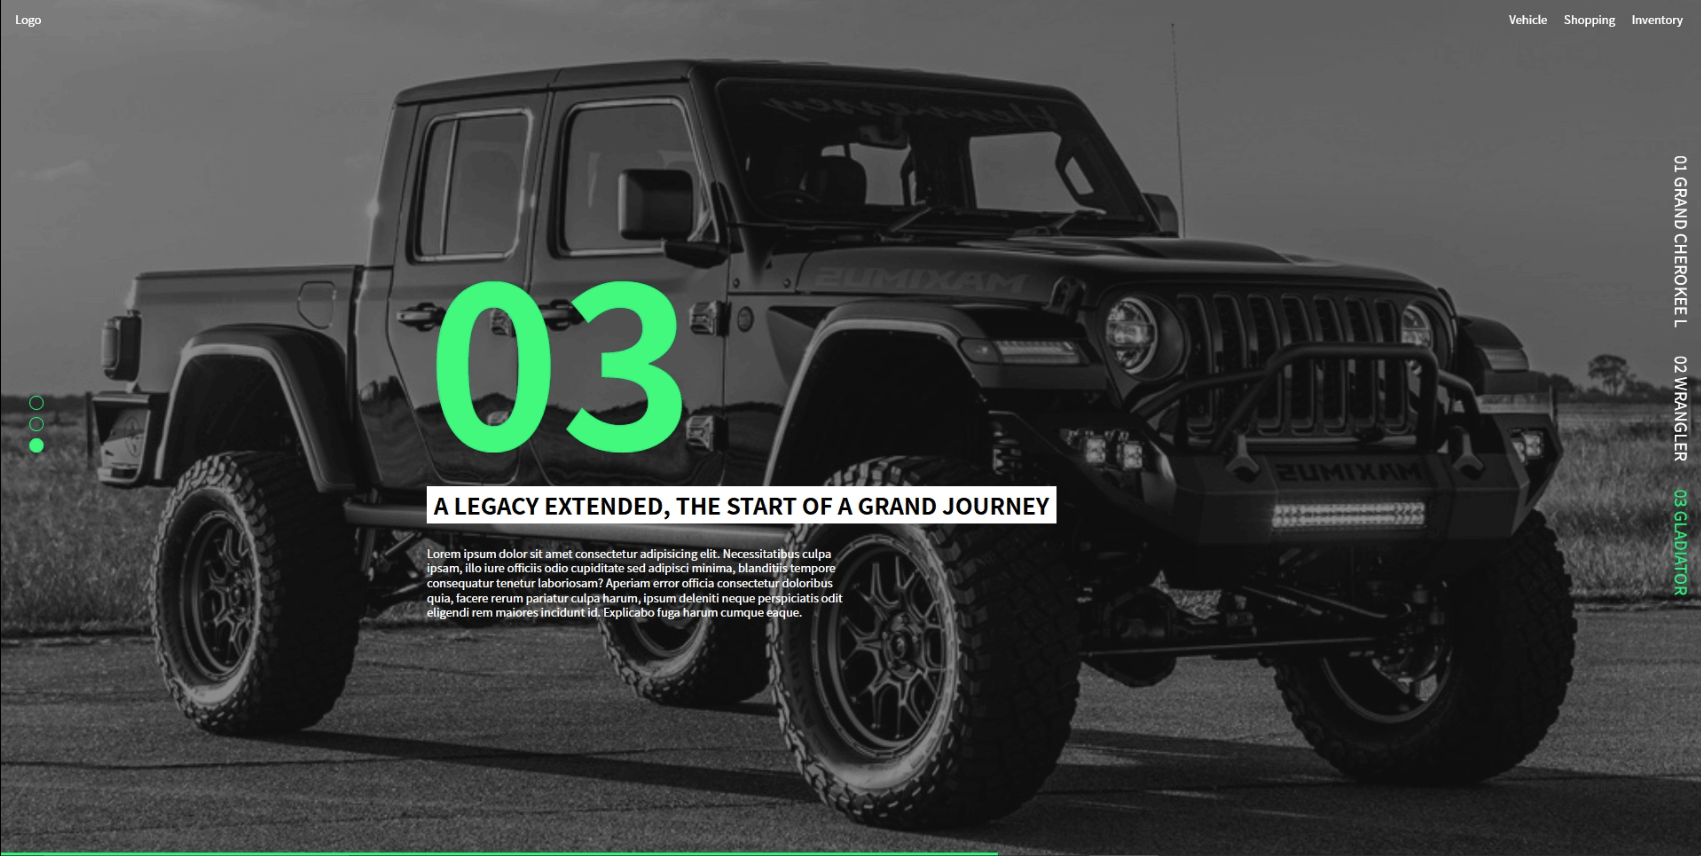 Logo
Vehicle Shopping Inventory
Hennessey
MAXIMUS
03
A LEGACY EXTENDED, THE START OF A GRAND JOURNEY
Lorem ipsum dolor sit amet consectetur adipisicing elit. Necessitatibus culpa
ipsam, illo iure officiis odio cupiditate sed adipisci minima, blanditiis tempore
consequatur tenetur laboriosam? Aperiam error officia consectetur doloribus
quia, facere rerum pariatur culpa harum, ipsum deleniti neque perspiciatis odit
eligendi rem maiores incidunt id. Explicabo fuga harum cumque eaque.
MAXIMUS
01 GRAND CHEROKEE L
02 WRANGLER
03 GLADIATOR